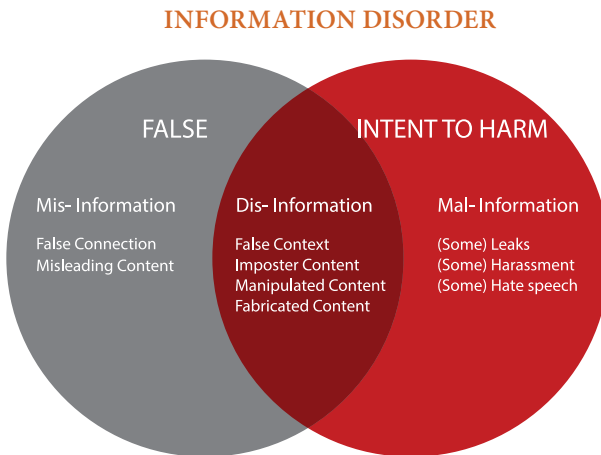 INFORMATION DISORDER
FALSE
INTENT TO HARM
Mis- Information
False Connection
Misleading Content
Dis- Information
False Context
Imposter Content
Manipulated Content
Fabricated Content
Mal- Information
(Some) Leaks
(Some) Harassment
(Some) Hate speech